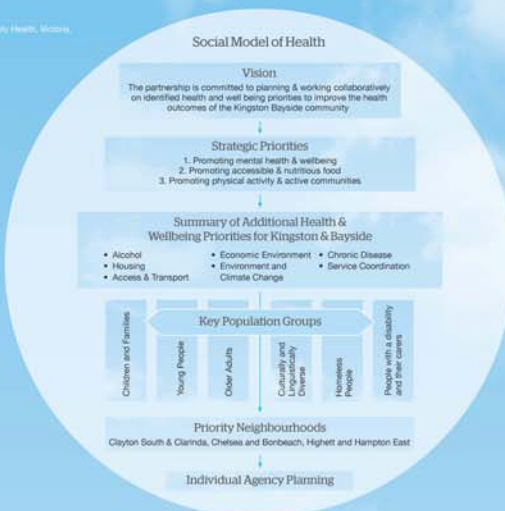 ly Health, Victoria,
Social Model of Health
Vision
The partnership is committed to planning & working collaboratively
on identified health and well being priorities to improve the health
outcomes of the Kingston Bayside community
Strategic Priorities
1. Promoting mental health & wellbeing
2. Promoting accessible & nutritious food
3. Promoting physical activity & active communities
Summary of Additional Health &
Wellbeing Priorities for Kingston & Bayside
• Alcohol
• Housing
• Access & Transport
• Economic Environment
• Environment and
Climate Change
• Chronic Disease
• Service Coordination
Key Population Groups
Children and Families
Young People
Older Adults
Culturally and
Linguistically
Diverse
Homeless
People
People with a disability
and their carers
Priority Neighbourhoods
Clayton South & Clarinda, Chelsea and Bonbeach, Highett and Hampton East
Individual Agency Planning